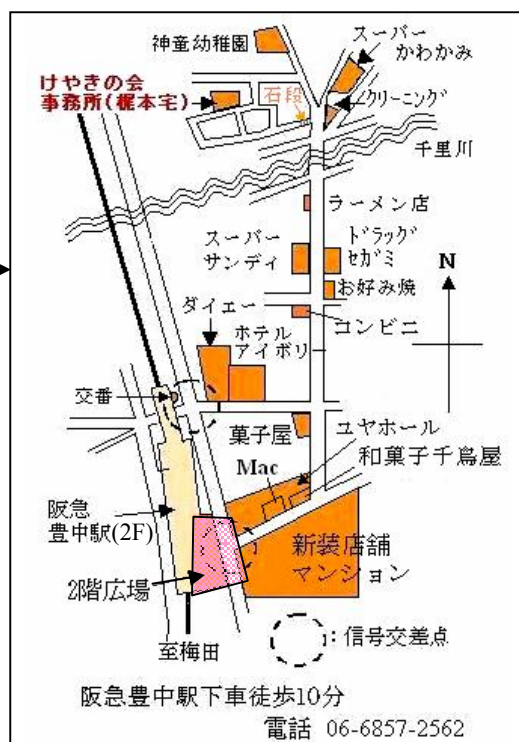 神童幼稚園
スーパー
かわかみ
けやきの会
事務所(梶本宅)
石段
クリーニング
千里川
ラーメン店
スーパー
サンディ
ドラッグ
セガミ
お好み焼
N
ダイエー
ホテル
アイボリ
コンビニ
交番
菓子屋
ユヤホール
和菓子千鳥屋
Mac
阪急
豊中駅(2F)
新装店舗
マンション
2階広場
:信号交差点
至梅田
阪急豊中駅下車徒歩10分
電話 06-6857-2562